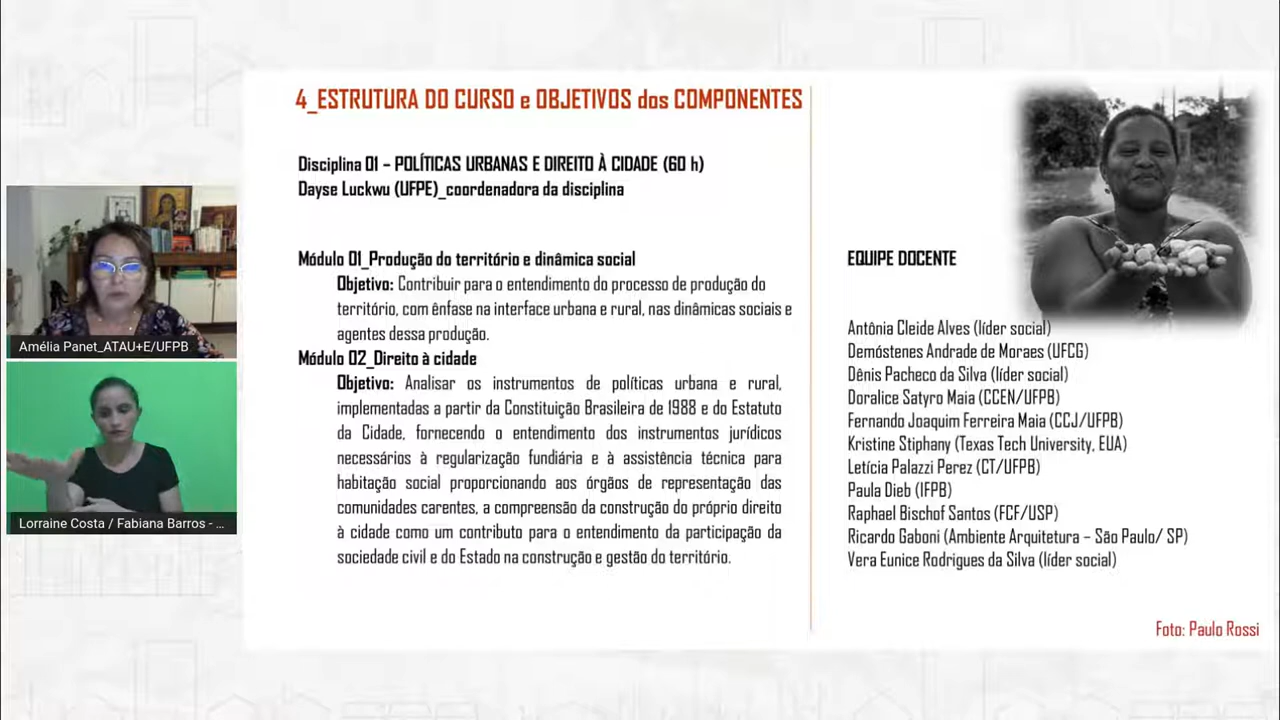 4_ESTRUTURA DO CURSO e OBJETIVOS dos COMPONENTES
Disciplina 01 – POLÍTICAS URBANAS E DIREITO À CIDADE (60 h)
Dayse Luckwu (UFPE)_coordenadora da disciplina
Módulo 01_Produção do território e dinâmica social
Objetivo: Contribuir para o entendimento do processo de produção do
território, com ênfase na interface urbana e rural, nas dinâmicas sociais e
agentes dessa produção.
Módulo 02_Direito à cidade
Objetivo: Analisar os instrumentos de políticas urbana e rural,
implementadas a partir da Constituição Brasileira de 1988 e do Estatuto
da Cidade, fornecendo o entendimento dos instrumentos jurídicos
necessários à regularização fundiária e à assistência técnica para
habitação social proporcionando aos órgãos de representação das
comunidades carentes, a compreensão da construção do próprio direito
à cidade como um contributo para o entendimento da participação da
sociedade civil e do Estado na construção e gestão do território.
EQUIPE DOCENTE
Antônia Cleide Alves (líder social)
Demóstenes Andrade de Moraes (UFCG)
Dênis Pacheco da Silva (líder social)
Doralice Satyro Maia (CCEN/UFPB)
Fernando Joaquim Ferreira Maia (CCJ/UFPB)
Kristine Stiphany (Texas Tech University, EUA)
Letícia Palazzi Perez (CT/UFPB)
Paula Dieb (IFPB)
Raphael Bischof Santos (FCF/USP)
Ricardo Gaboni (Ambiente Arquitetura – São Paulo/ SP)
Vera Eunice Rodrigues da Silva (líder social)
Foto: Paulo Rossi
Amélia Panet_ATAU+E/UFPB
Lorraine Costa / Fabiana Barros - ...